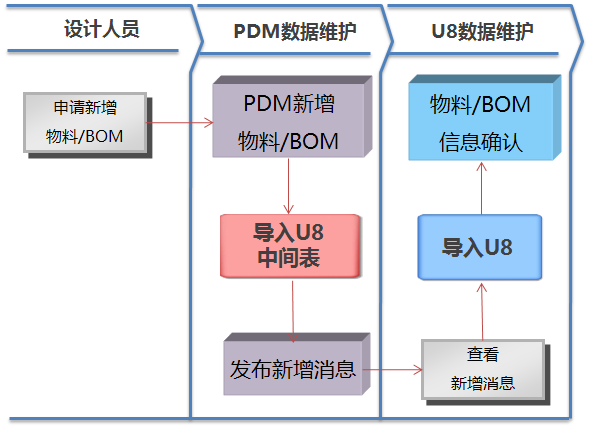 设计人员
PDM数据维护
U8数据维护
申请新增
物料/BOM
PDM新增
物料/BOM
导入U8
中间表
发布新增消息
查看
新增消息
导入U8
物料/BOM
信息确认